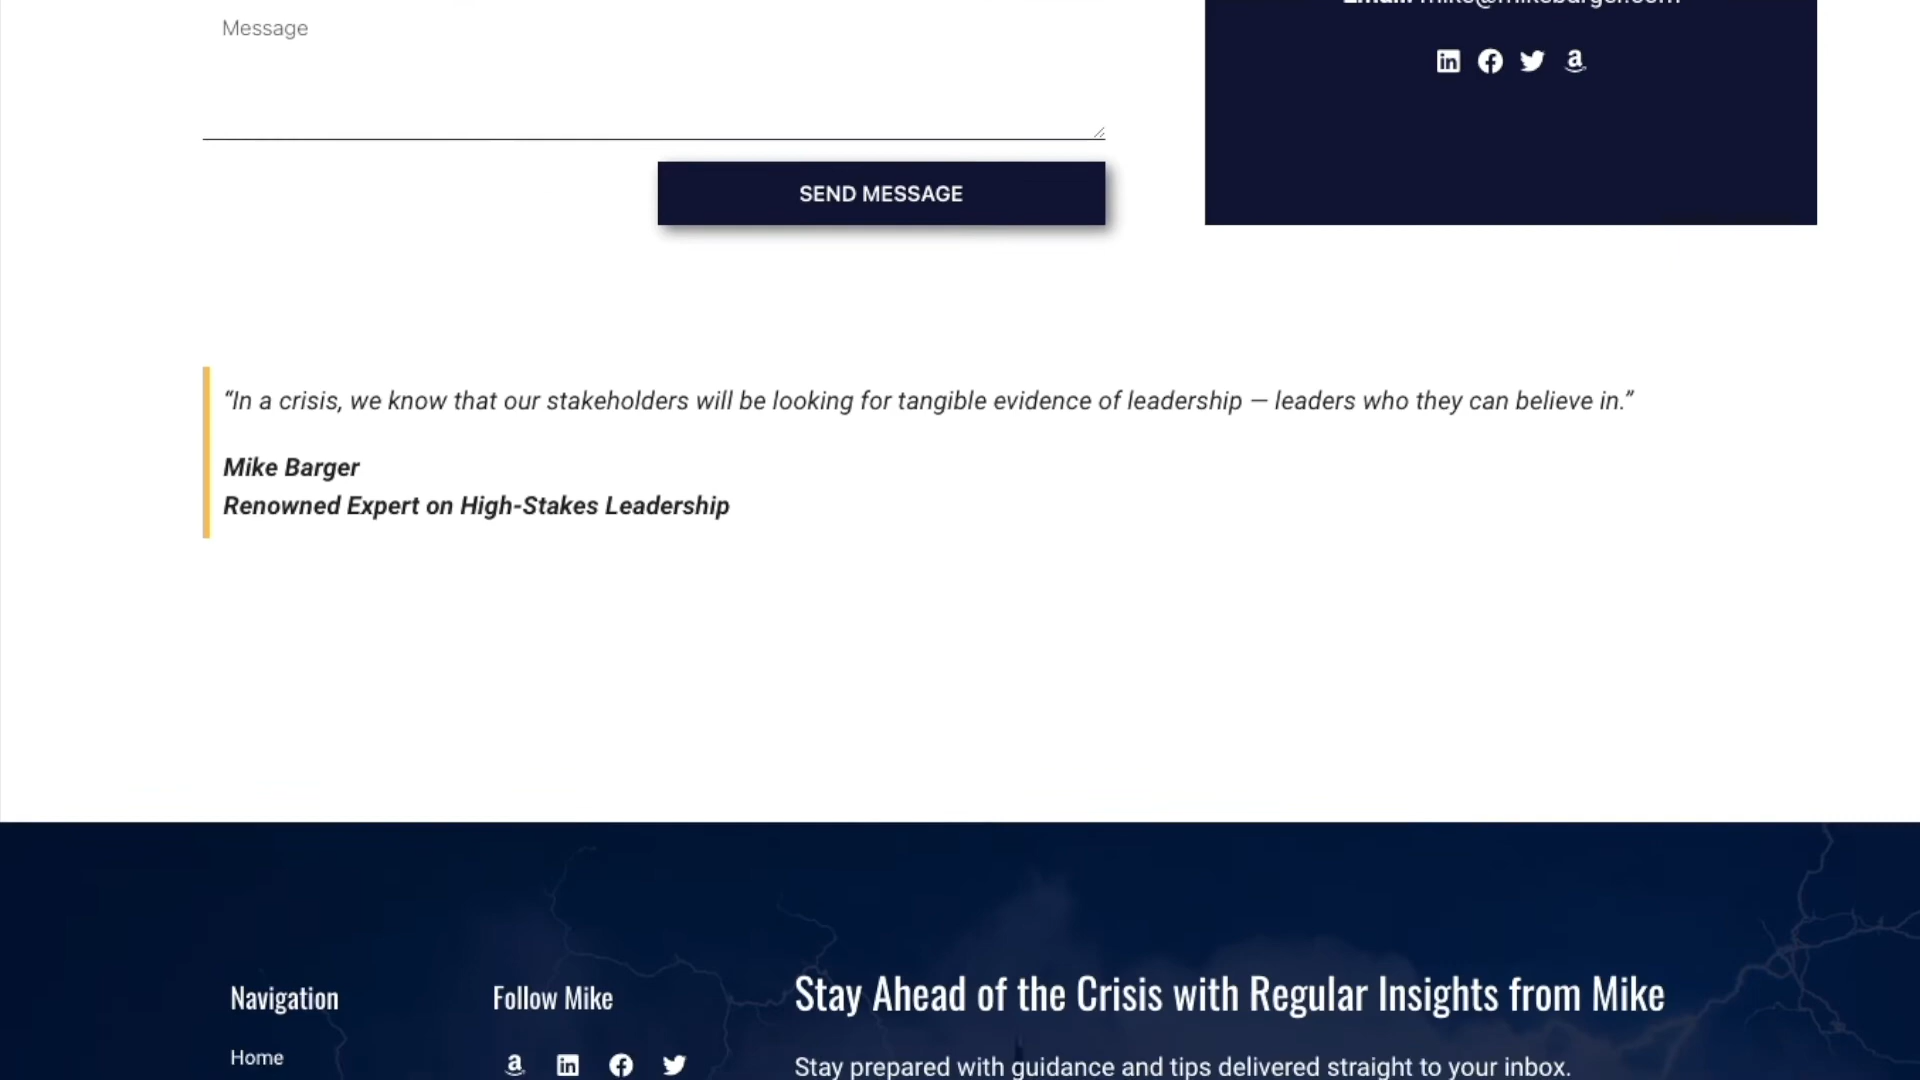 Message
mike@mikebarger.com
SEND MESSAGE
“In a crisis, we know that our stakeholders will be looking for tangible evidence of leadership — leaders who they can believe in.”
Mike Barger
Renowned Expert on High-Stakes Leadership
Navigation
Follow Mike
Stay Ahead of the Crisis with Regular Insights from Mike
Home
Stay prepared with guidance and tips delivered straight to your inbox.